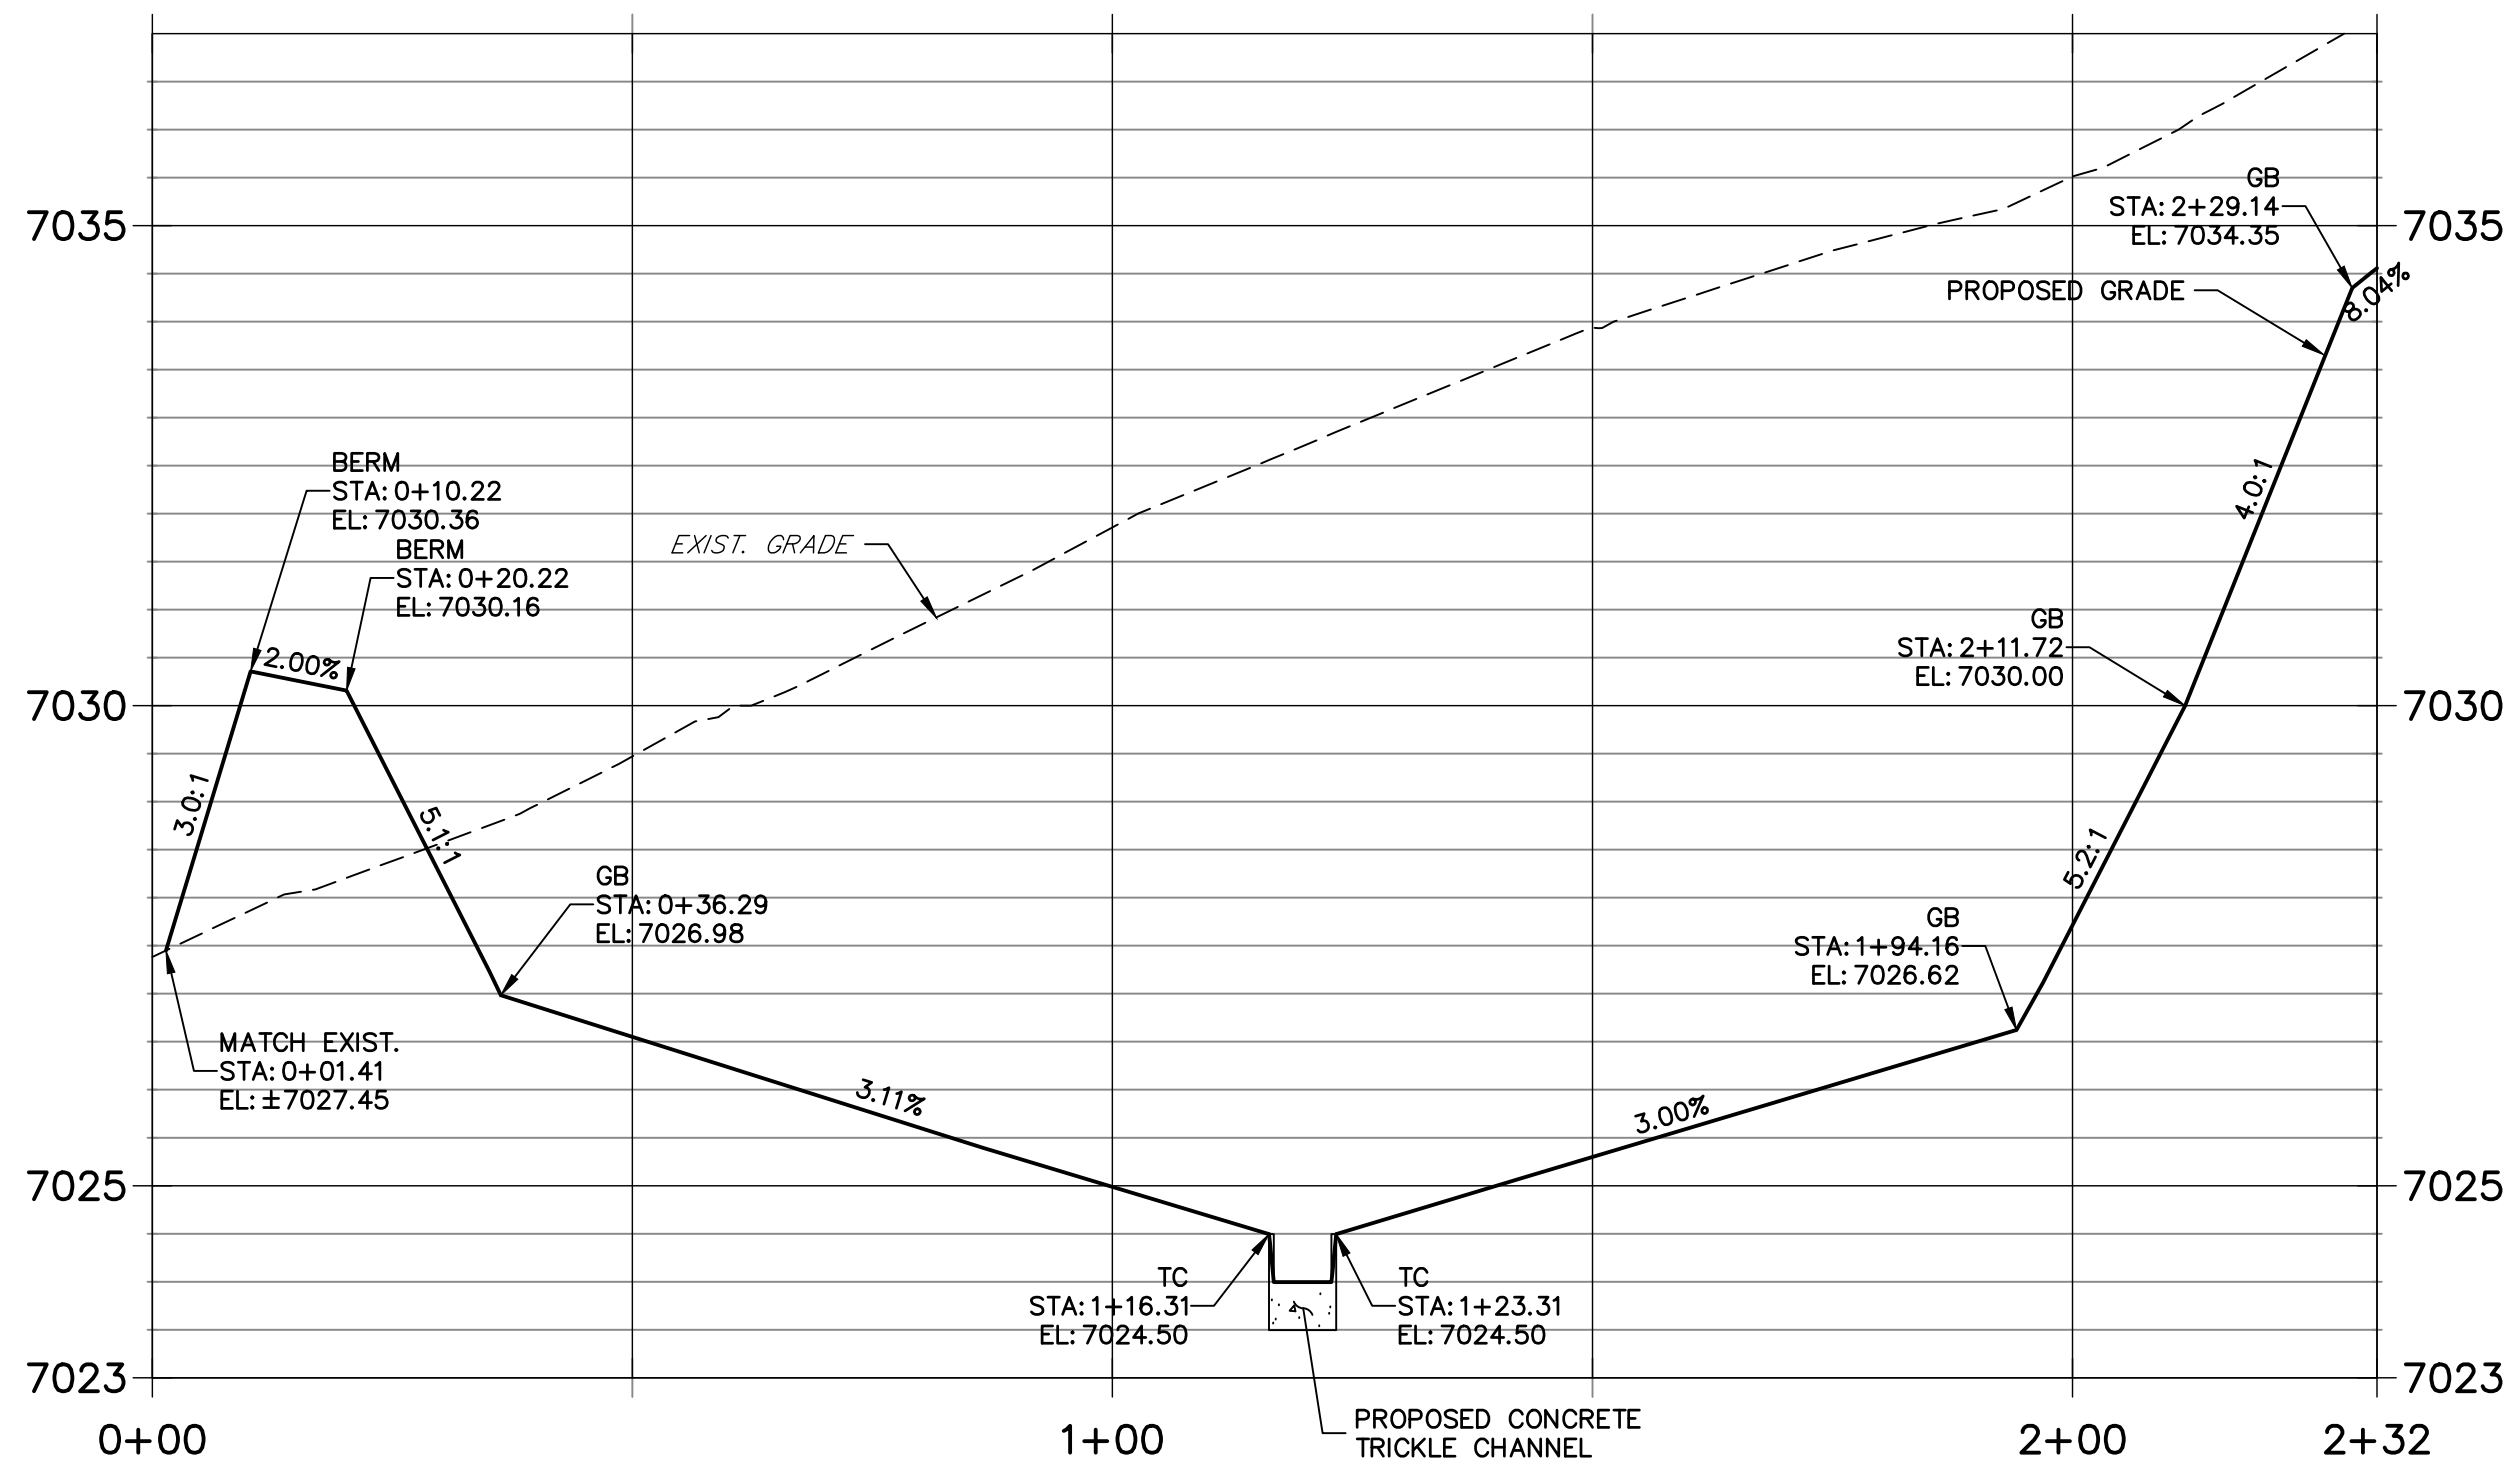 GB
STA: 2+29.14
EL: 7034.35
7035
7035
8.04%
PROPOSED GRADE
BERM
STA: 0+10.22
EL: 7030.36
4.0:1
EXIST. GRADE
BERM
STA: 0+20.22
EL: 7030.16
GB
STA: 2+11.72
EL: 7030.00
2.00%
7030
7030
3.0:1
5.1:1
5.2:1
GB
STA: 0+36.29
EL: 7026.98
GB
STA: 1+94.16
EL: 7026.62
MATCH EXIST.
STA: 0+01.41
EL: ±7027.45
3.11%
3.00%
7025
7025
TC
STA: 1+16.31
EL: 7024.50
TC
STA: 1+23.31
EL: 7024.50
7023
7023
PROPOSED CONCRETE
TRICKLE CHANNEL
0+00
1+00
2+00
2+32